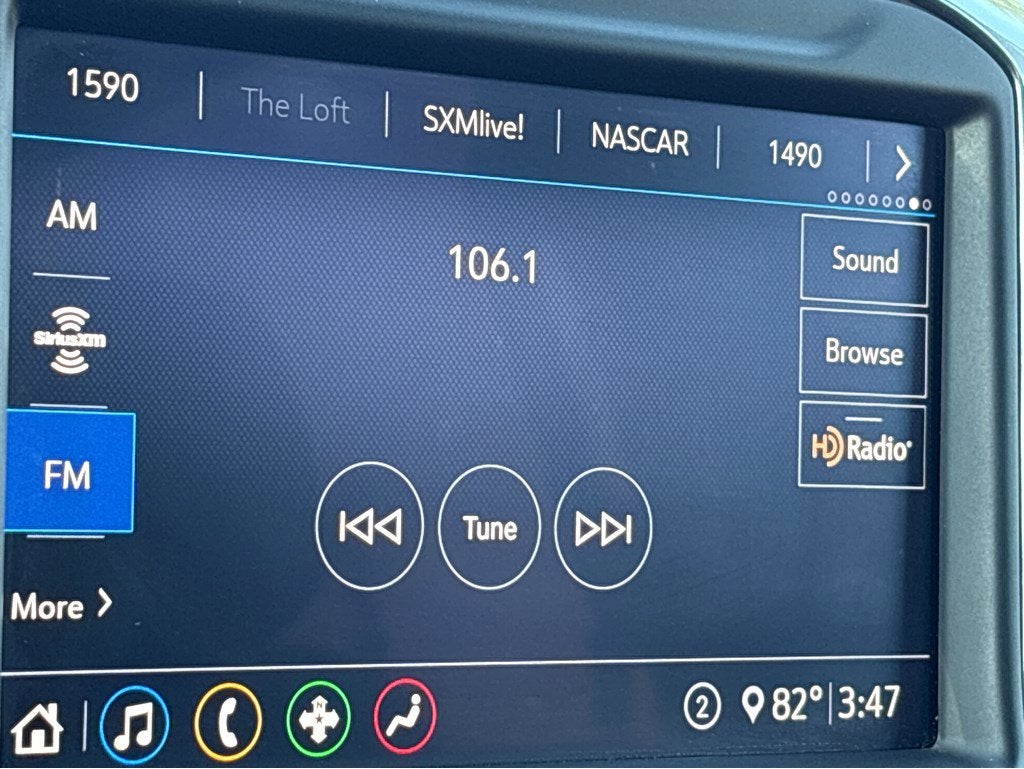 1590
The Loft
SXMlive!
NASCAR
1490
AM
106.1
Sound
SiriusXM
Browse
FM
HD Radio
Tune
More
N
2
82° 3:47